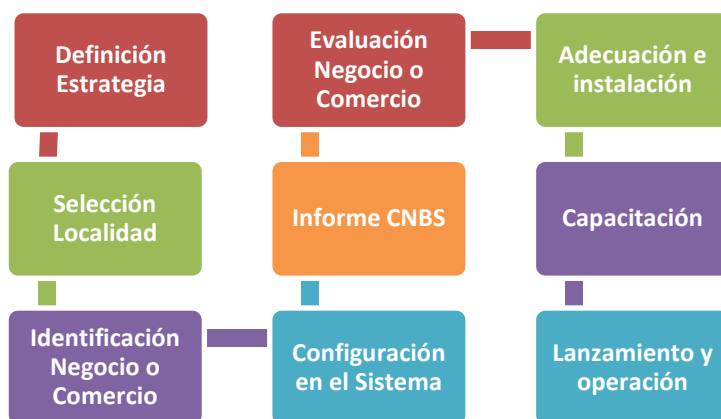 Definición
Estrategia
Selección
Localidad
Identificación
Negocio o
Comercio
Configuración
en el Sistema
Informe CNBS
Evaluación
Negocio o
Comercio
Adecuación e
instalación
Capacitación
Lanzamiento y
operación